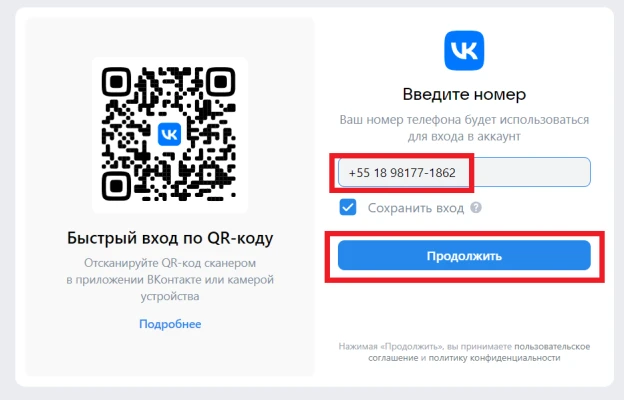 Быстрый вход по QR-коду
Отсканируйте QR-код сканером
в приложении ВКонтакте или камерой
устройства
Подробнее
Введите номер
Ваш номер телефона будет использоваться
для входа в аккаунт
+55 18 98177-1862
Сохранить вход ?
Продолжить
Нажимая «Продолжить», вы принимаете пользовательское
соглашение и политику конфиденциальности